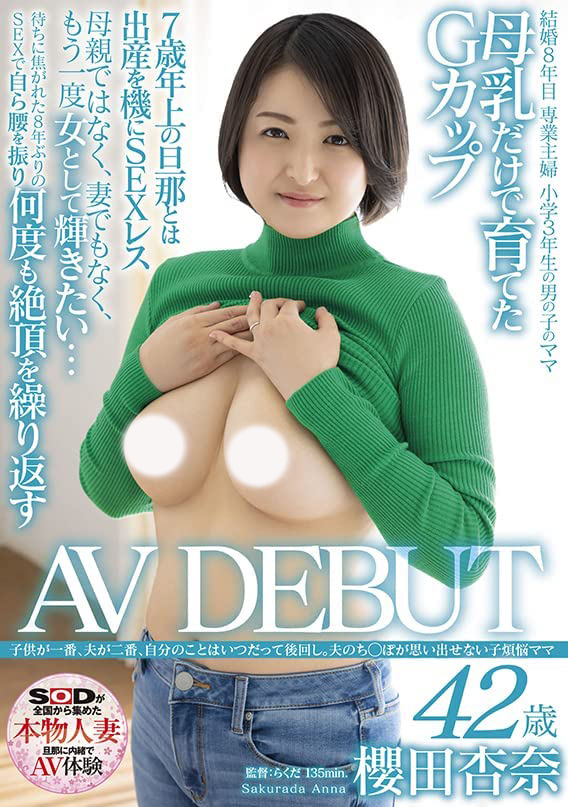 結婚8年目 専業主婦 小学3年生の男の子のママ
母乳だけで育てた
Gカップ
7歳年上の旦那とは
出産を機にSEXレス
母親ではなく、妻でもなく、
もう一度 女として輝きたい…
待ちに焦がれた8年ぶりの
SEXで自ら腰を振り
何度も絶頂を繰り返す
AV DEBUT
子供が一番、夫が二番、自分のことはいつだって後回し。夫のち◯ぽが思い出せない子煩悩ママ
SODが
全国から集めた
本物人妻
旦那に内緒で
AV体験
42歳
櫻田杏奈
監督:らくだ 135min.
Sakurada Anna